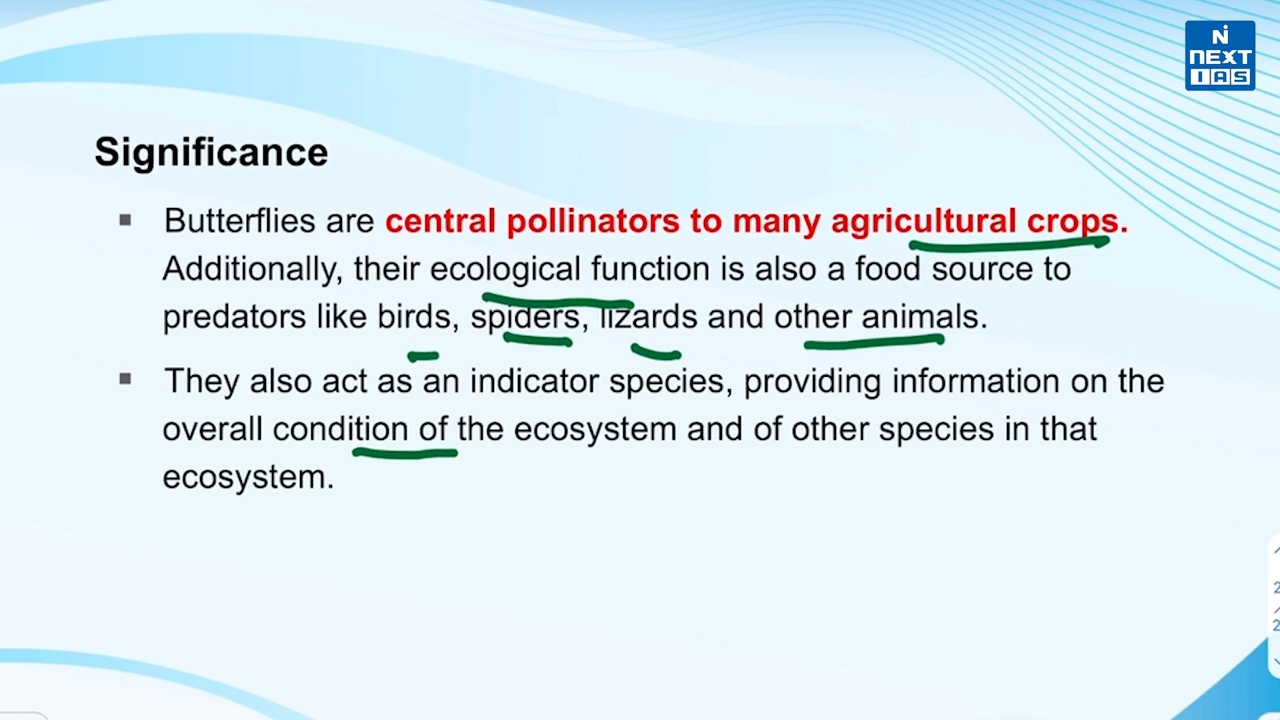 NEXT
IAS
Significance
▪ Butterflies are central pollinators to many agricultural crops.
Additionally, their ecological function is also a food source to
predators like birds, spiders, lizards and other animals.
▪ They also act as an indicator species, providing information on the
overall condition of the ecosystem and of other species in that
ecosystem.
2
2